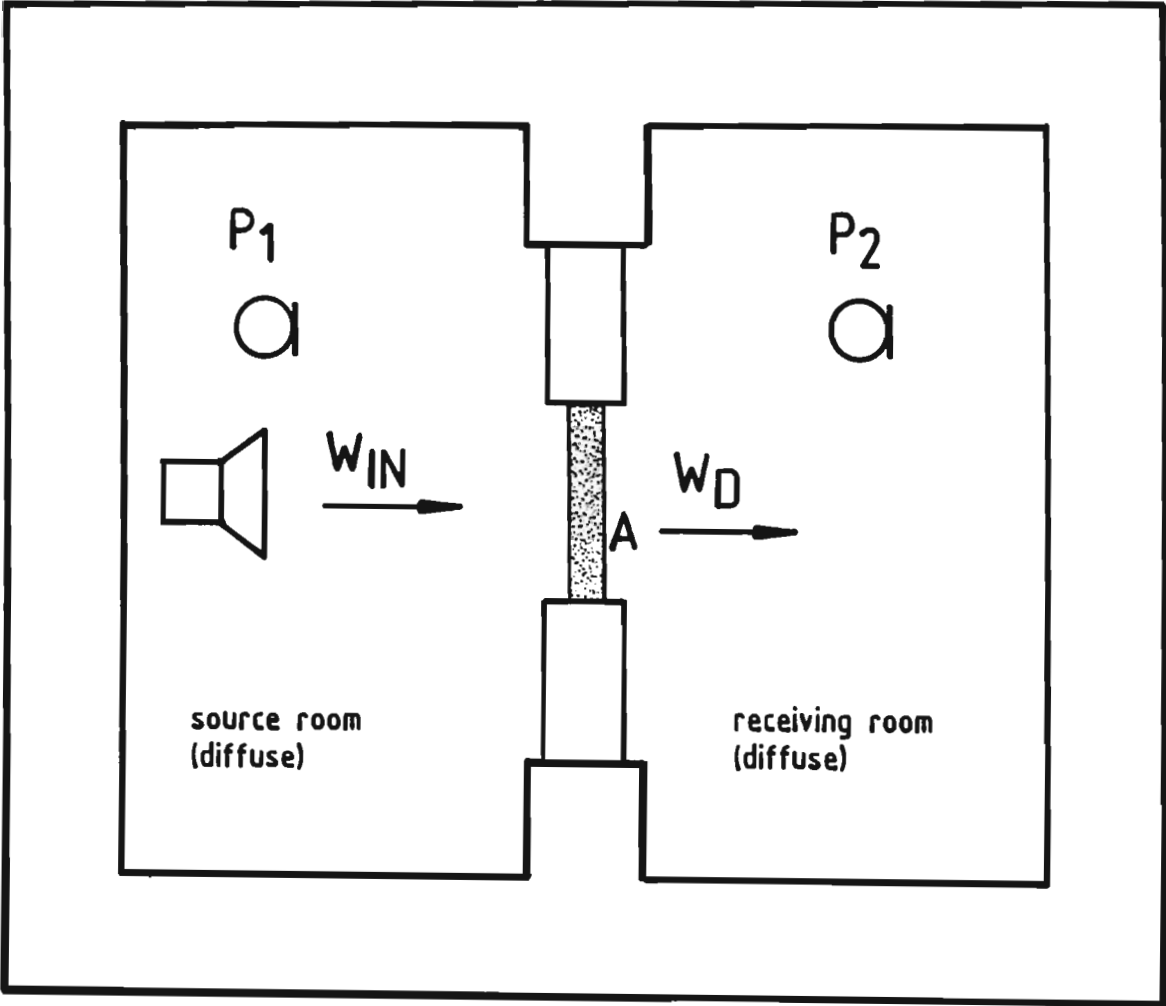 P1
P2
WIN
WD
A
source room
(diffuse)
receiving room
(diffuse)